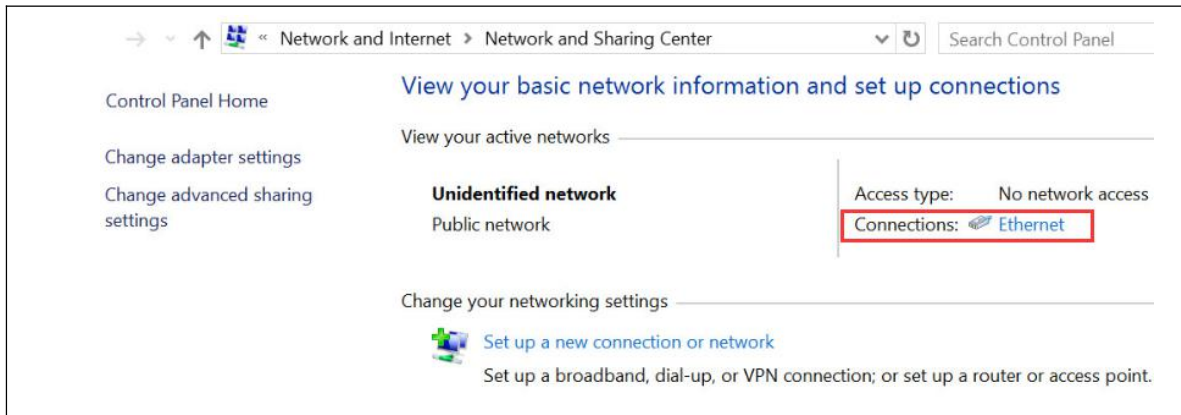 « Network and Internet > Network and Sharing Center
Search Control Panel
Control Panel Home
Change adapter settings
Change advanced sharing
settings
View your basic network information and set up connections
View your active networks
Unidentified network
Public network
Access type: No network access
Connections: Ethernet
Change your networking settings
Set up a new connection or network
Set up a broadband, dial-up, or VPN connection; or set up a router or access point.